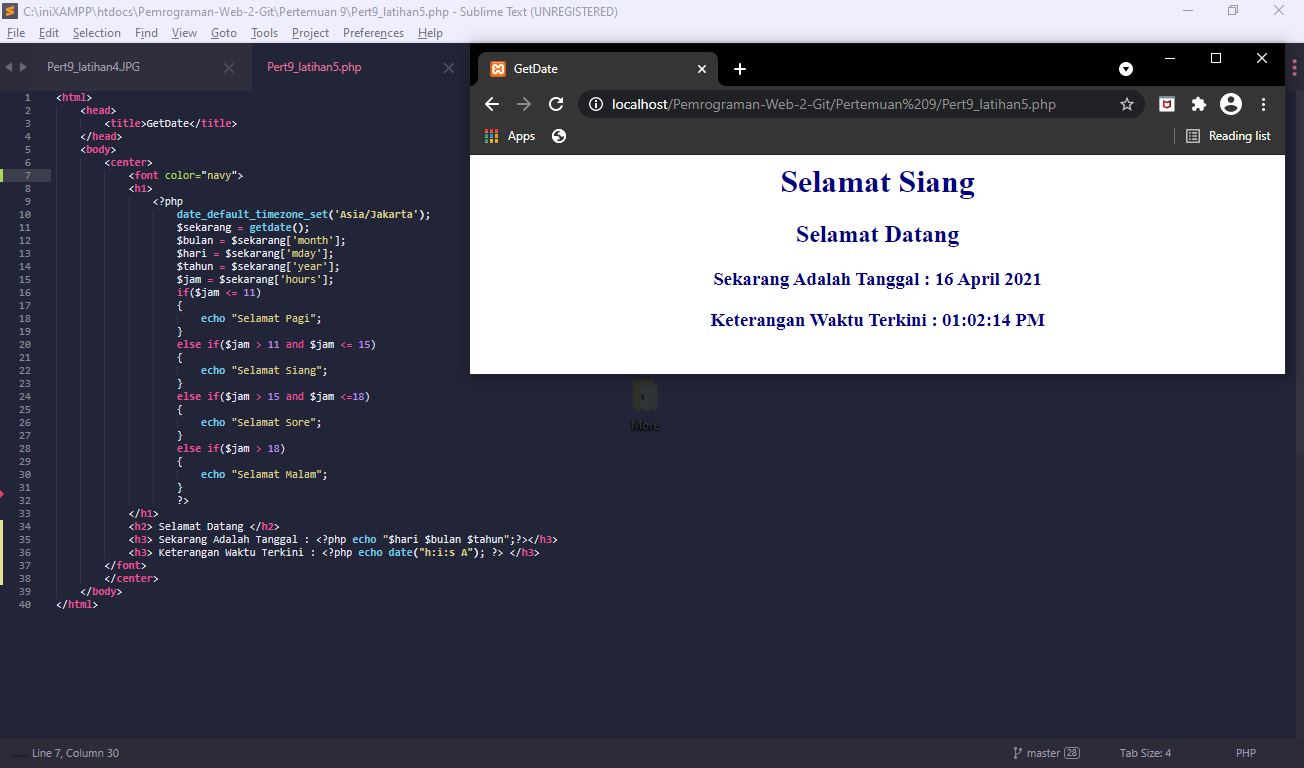 C:\iniXAMPP\htdocs\Pemrograman-Web-2-Git\Pertemuan 9\Pert9_latihan5.php - Sublime Text (UNREGISTERED)
File Edit Selection Find View Goto Tools Project Preferences Help
Pert9_latihan4.JPG
Pert9_latihan5.php
1 <html>
2 <head>
3 <title>GetDate</title>
4 </head>
5 <body>
6 <center>
7 <font color="navy">
8 <h1>
9 <?php
10 date_default_timezone_set('Asia/Jakarta');
11 $sekarang = getdate();
12 $bulan = $sekarang['month'];
13 $hari = $sekarang['mday'];
14 $tahun = $sekarang['year'];
15 $jam = $sekarang['hours'];
16 if($jam <= 11)
17 {
18 echo "Selamat Pagi";
19 }
20 else if($jam > 11 and $jam <= 15)
21 {
22 echo "Selamat Siang";
23 }
24 else if($jam > 15 and $jam <=18)
25 {
26 echo "Selamat Sore";
27 }
28 else if($jam > 18)
29 {
30 echo "Selamat Malam";
31 }
32 ?>
33 </h1>
34 <h2> Selamat Datang </h2>
35 <h3> Sekarang Adalah Tanggal : <?php echo "$hari $bulan $tahun";?></h3>
36 <h3> Keterangan Waktu Terkini : <?php echo date("h:i:s A"); ?> </h3>
37 </font>
38 </center>
39 </body>
40 </html>
GetDate
localhost/Pemrograman-Web-2-Git/Pertemuan%209/Pert9_latihan5.php
Apps
Reading list
Selamat Siang
Selamat Datang
Sekarang Adalah Tanggal : 16 April 2021
Keterangan Waktu Terkini : 01:02:14 PM
More
Line 7, Column 30
master 28
Tab Size: 4
PHP